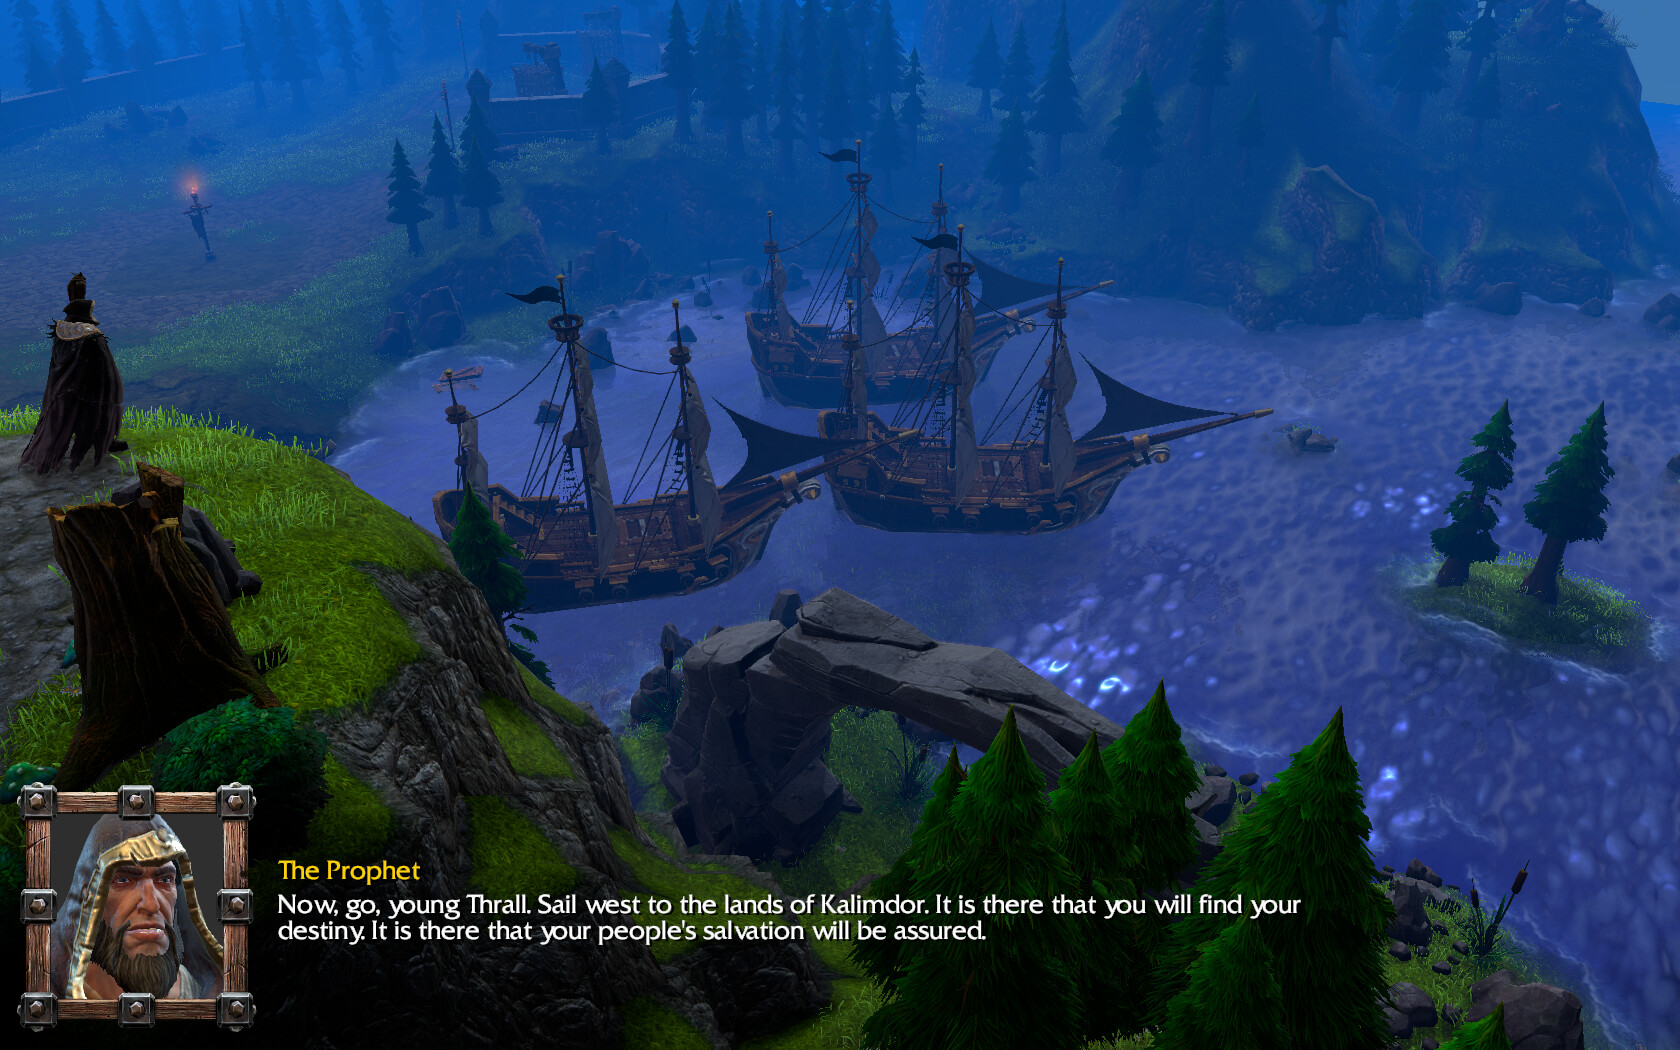 The Prophet
Now, go, young Thrall. Sail west to the lands of Kalimdor. It is there that you will find your
destiny. It is there that your people's salvation will be assured.